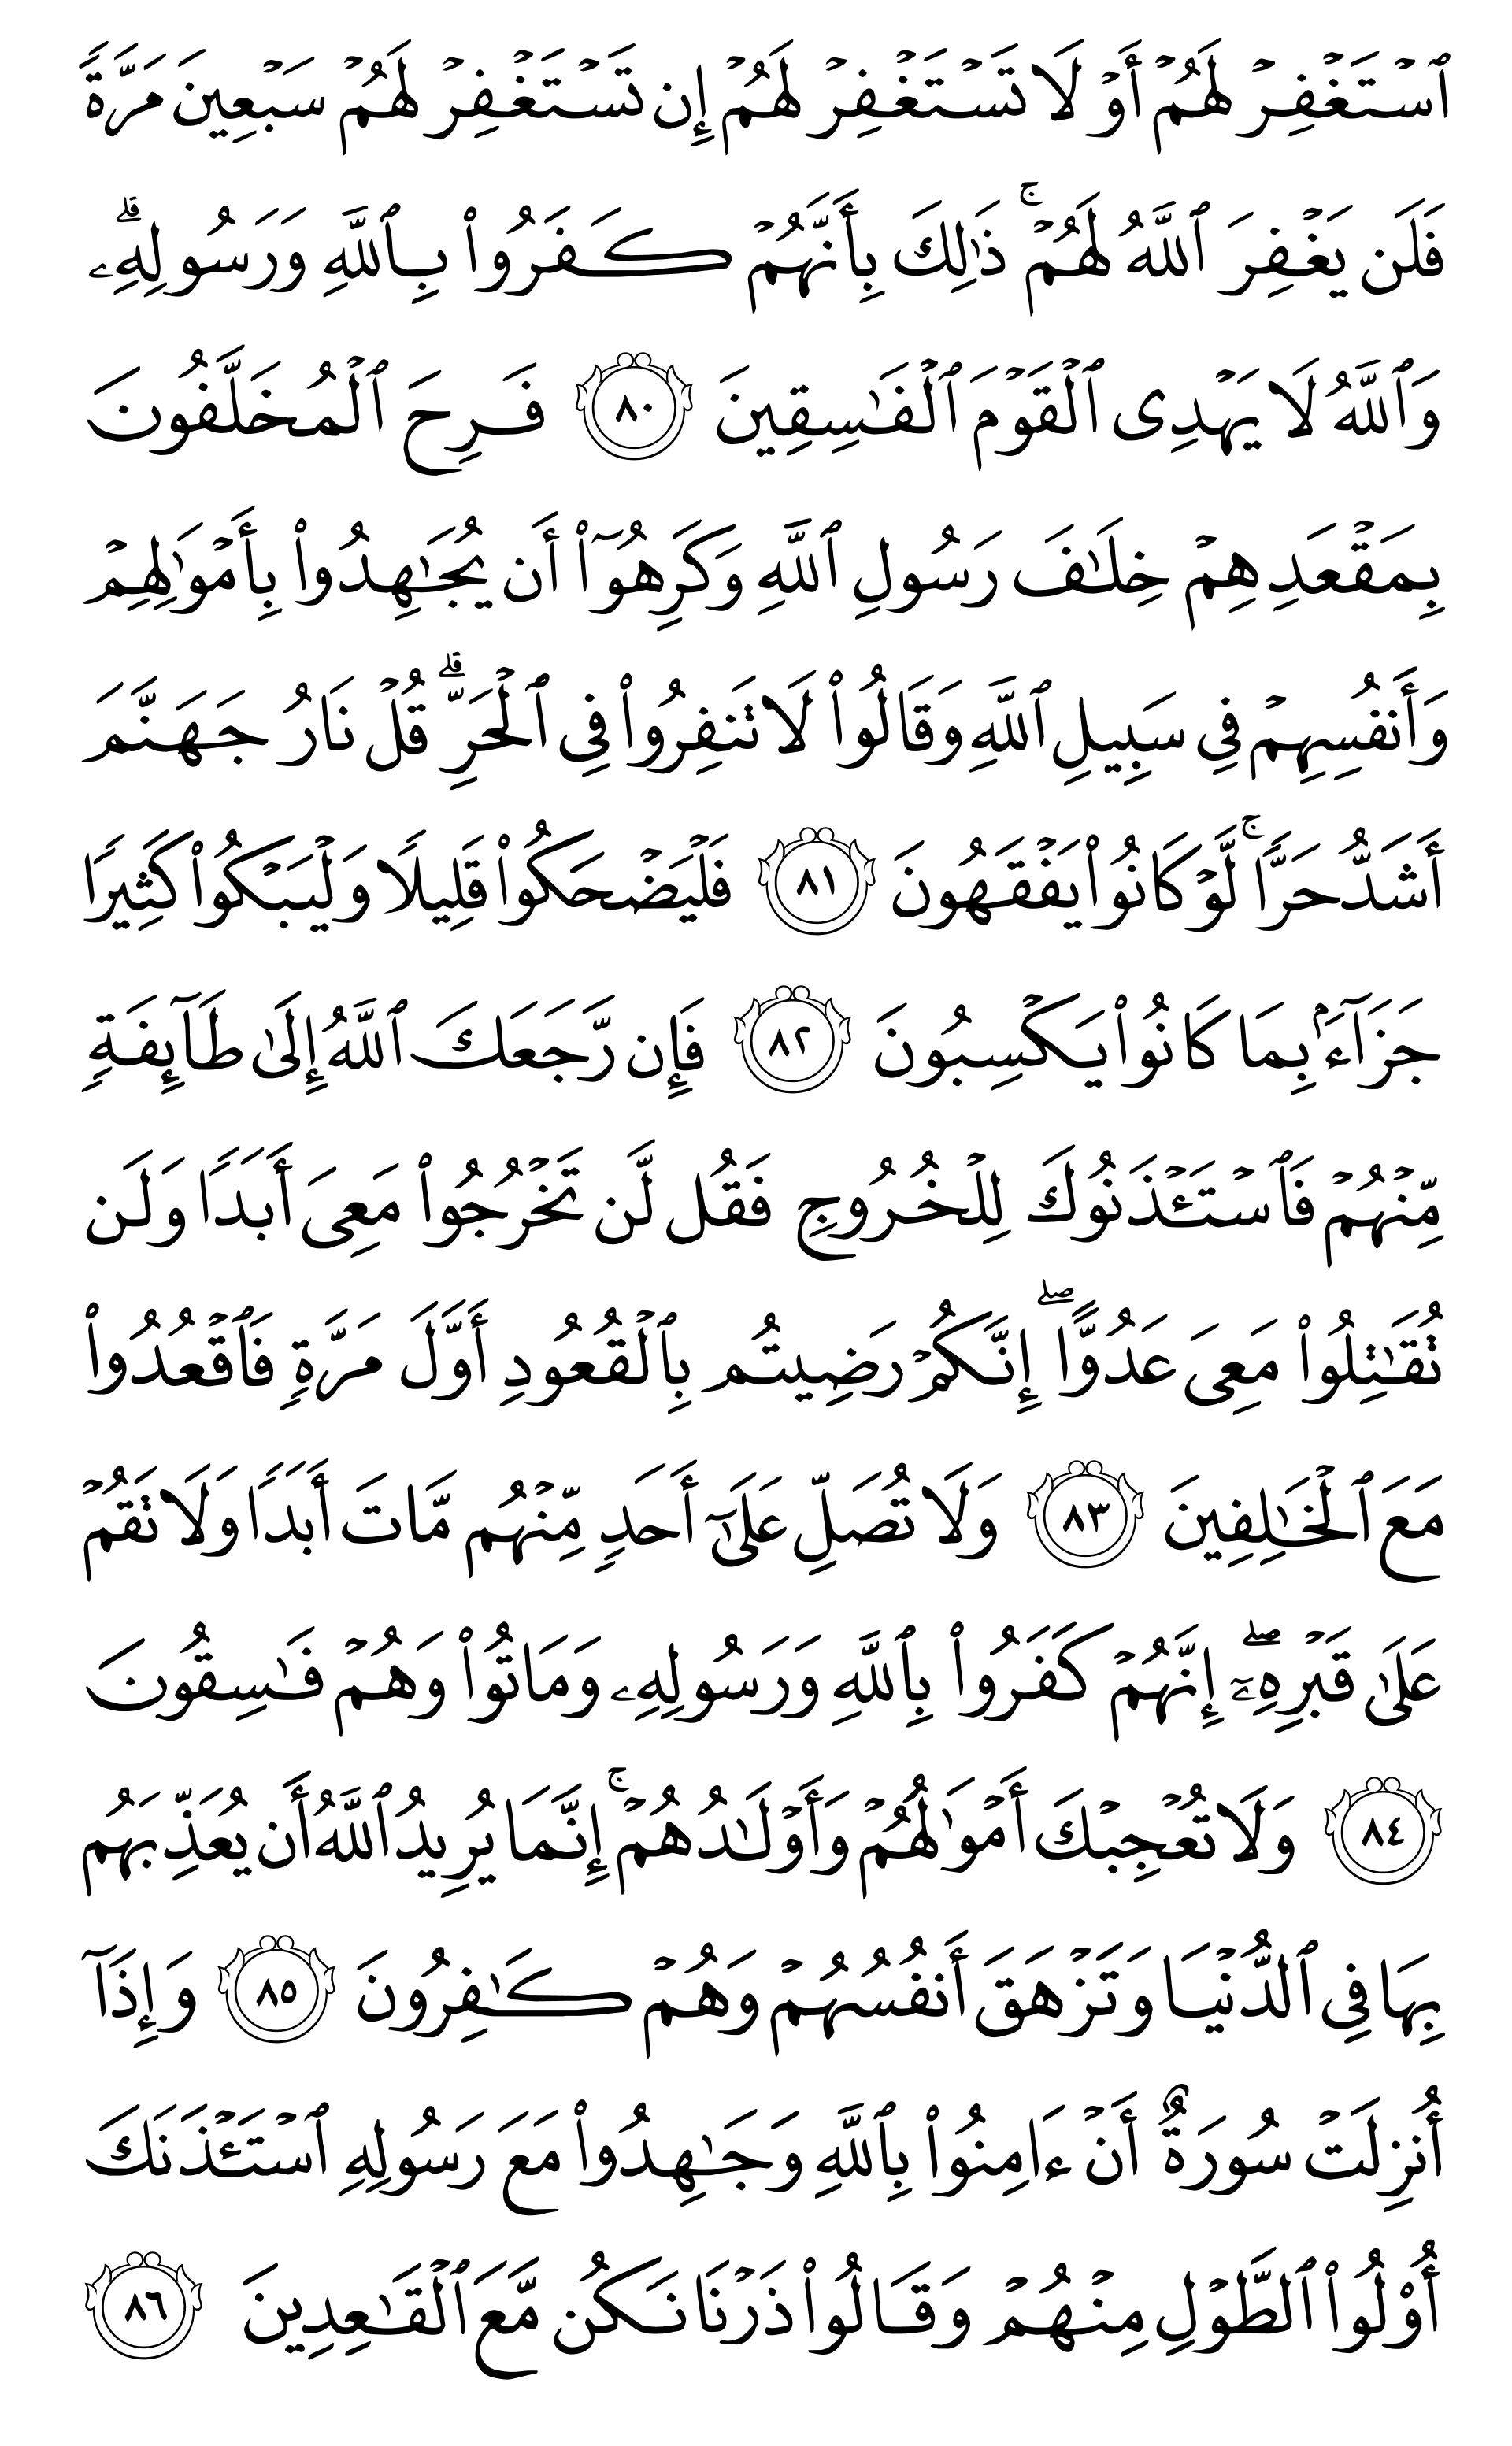 ٱسۡتَغۡفِرۡ لَهُمۡ أَوۡ لَا تَسۡتَغۡفِرۡ لَهُمۡ إِن تَسۡتَغۡفِرۡ لَهُمۡ سَبۡعِينَ مَرَّةٗ
فَلَن يَغۡفِرَ ٱللَّهُ لَهُمۡۚ ذَٰلِكَ بِأَنَّهُمۡ كَفَرُواْ بِٱللَّهِ وَرَسُولِهِۦۗ
وَٱللَّهُ لَا يَهۡدِى ٱلۡقَوۡمَ ٱلۡفَٰسِقِينَ ٨٠ فَرِحَ ٱلۡمُخَلَّفُونَ
بِمَقۡعَدِهِمۡ خِلَٰفَ رَسُولِ ٱللَّهِ وَكَرِهُوٓاْ أَن يُجَٰهِدُواْ بِأَمۡوَٰلِهِمۡ
وَأَنفُسِهِمۡ فِي سَبِيلِ ٱللَّهِ وَقَالُواْ لَا تَنفِرُواْ فِي ٱلۡحَرِّۗ قُلۡ نَارُ جَهَنَّمَ
أَشَدُّ حَرّٗاۚ لَّوۡ كَانُواْ يَفۡقَهُونَ ٨١ فَلۡيَضۡحَكُواْ قَلِيلٗا وَلۡيَبۡكُواْ كَثِيرٗا
جَزَآءَۢ بِمَا كَانُواْ يَكۡسِبُونَ ٨٢ فَإِن رَّجَعَكَ ٱللَّهُ إِلَىٰ طَآئِفَةٖ
مِّنۡهُمۡ فَٱسۡتَـٔۡذَنُوكَ لِلۡخُرُوجِ فَقُل لَّن تَخۡرُجُواْ مَعِىَ أَبَدٗا وَلَن
تُقَٰتِلُواْ مَعِىَ عَدُوًّاۖ إِنَّكُمۡ رَضِيتُم بِٱلۡقُعُودِ أَوَّلَ مَرَّةٖ فَٱقۡعُدُواْ
مَعَ ٱلۡخَٰلِفِينَ ٨٣ وَلَا تُصَلِّ عَلَىٰٓ أَحَدٖ مِّنۡهُم مَّاتَ أَبَدٗا وَلَا تَقُمۡ
عَلَىٰ قَبۡرِهِۦٓۖ إِنَّهُمۡ كَفَرُواْ بِٱللَّهِ وَرَسُولِهِۦ وَمَاتُواْ وَهُمۡ فَٰسِقُونَ
٨٤ وَلَا تُعۡجِبۡكَ أَمۡوَٰلُهُمۡ وَأَوۡلَٰدُهُمۡۚ إِنَّمَا يُرِيدُ ٱللَّهُ أَن يُعَذِّبَهُم
بِهَا فِي ٱلدُّنۡيَا وَتَزۡهَقَ أَنفُسُهُمۡ وَهُمۡ كَٰفِرُونَ ٨٥ وَإِذَآ
أُنزِلَتۡ سُورَةٌ أَنۡ ءَامِنُواْ بِٱللَّهِ وَجَٰهِدُواْ مَعَ رَسُولِهِ ٱسۡتَـٔۡذَنَكَ
أُوْلُواْ ٱلطَّوۡلِ مِنۡهُمۡ وَقَالُواْ ذَرۡنَا نَكُن مَّعَ ٱلۡقَٰعِدِينَ ٨٦